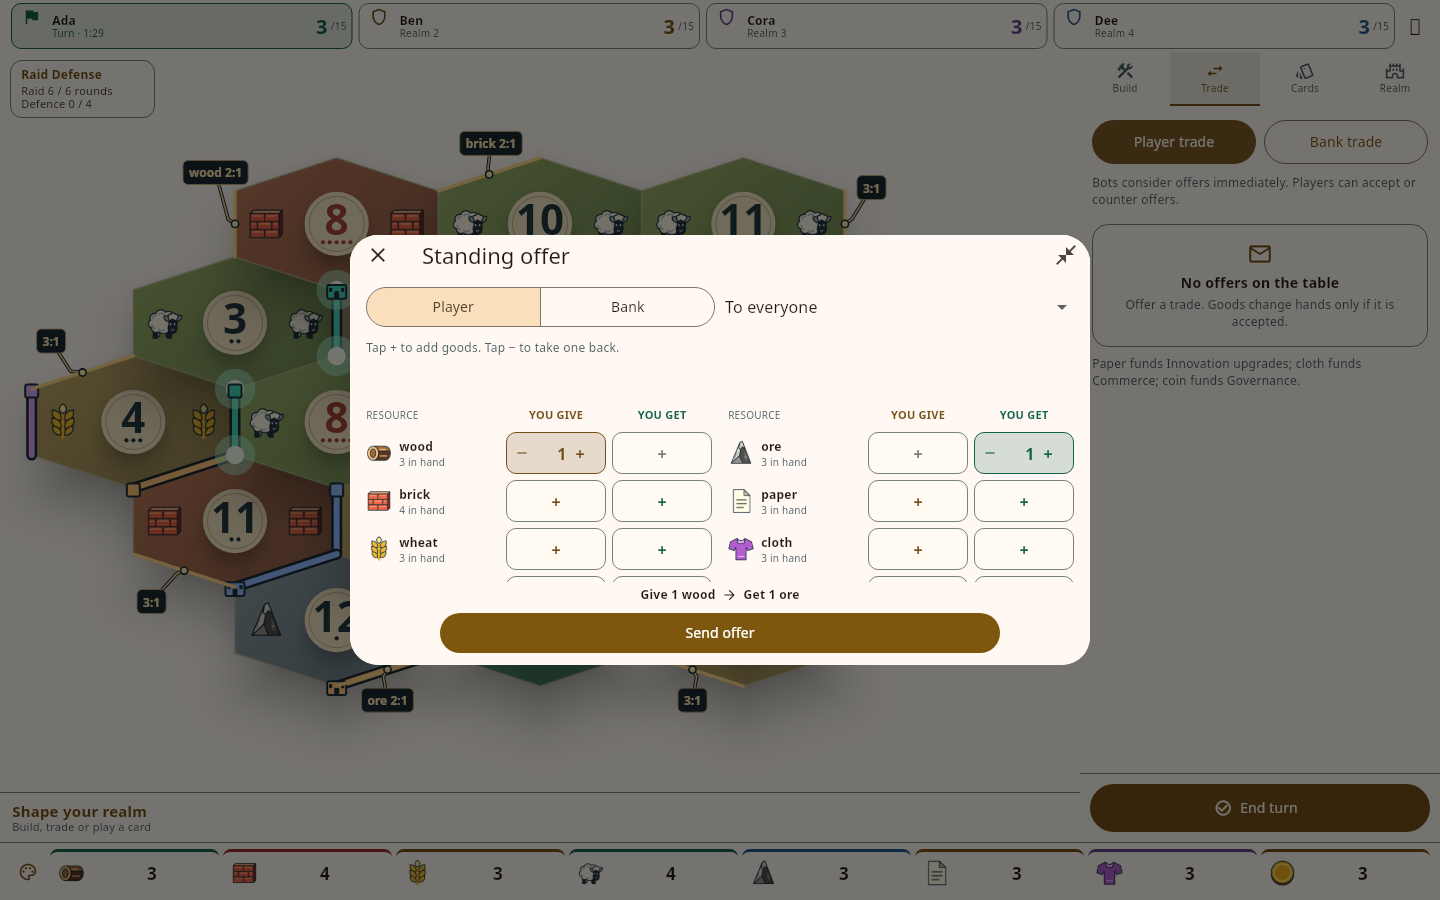 Ada
Turn · 1:29
3 /15
Ben
Realm 2
3 /15
Cora
Realm 3
3 /15
Dee
Realm 4
3 /15
Raid Defense
Raid 6 / 6 rounds
Defence 0 / 4
Build
Trade
Cards
Realm
Player trade
Bank trade
Bots consider offers immediately. Players can accept or
counter offers.
No offers on the table
Offer a trade. Goods change hands only if it is
accepted.
Paper funds Innovation upgrades; cloth funds
Commerce; coin funds Governance.
brick 2:1
wood 2:1
3:1
8
10
11
3
3:1
4
8
11
3:1
12
ore 2:1
3:1
Standing offer
Player
Bank
To everyone
Tap + to add goods. Tap − to take one back.
RESOURCE YOU GIVE YOU GET RESOURCE YOU GIVE YOU GET
wood
3 in hand
− 1 +
+
ore
3 in hand
+
− 1 +
brick
4 in hand
+
+
paper
3 in hand
+
+
wheat
3 in hand
+
+
cloth
3 in hand
+
+
Give 1 wood → Get 1 ore
Send offer
Shape your realm
Build, trade or play a card
End turn
3 4 3 4 3 3 3 3